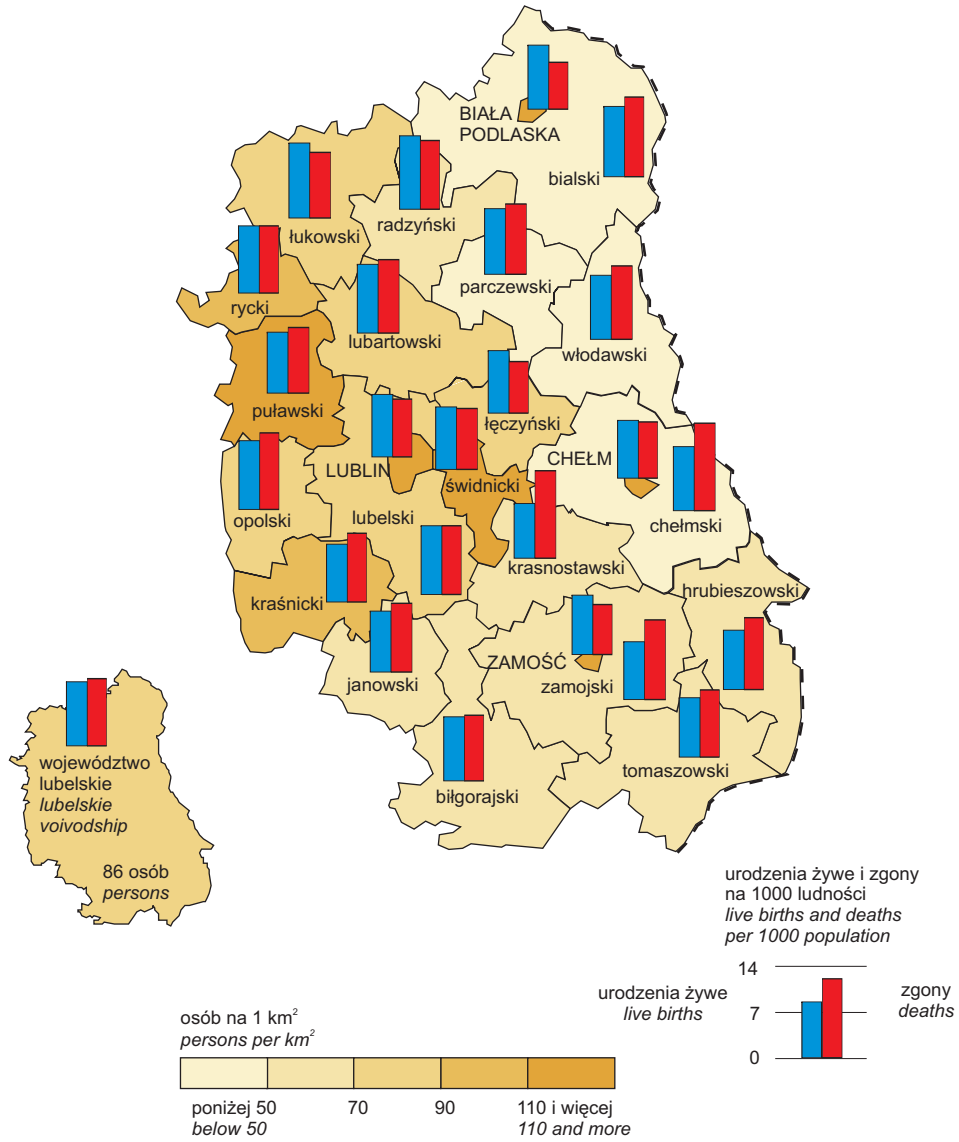 BIAŁA
PODLASKA
bialski
radzyński
łukowski
parczewski
rycki
lubartowski
włodawski
puławski
łęczyński
LUBLIN
CHEŁM
świdnicki
opolski
lubelski
chełmski
krasnostawski
hrubieszowski
kraśnicki
ZAMOŚĆ
zamojski
janowski
tomaszowski
biłgorajski
województwo
lubelskie
lubelskie
voivodship
86 osób
persons
urodzenia żywe i zgony
na 1000 ludności
live births and deaths
per 1000 population
14
7
0
urodzenia żywe
live births
zgony
deaths
osób na 1 km²
persons per km²
poniżej 50 70 90 110 i więcej
below 50 110 and more